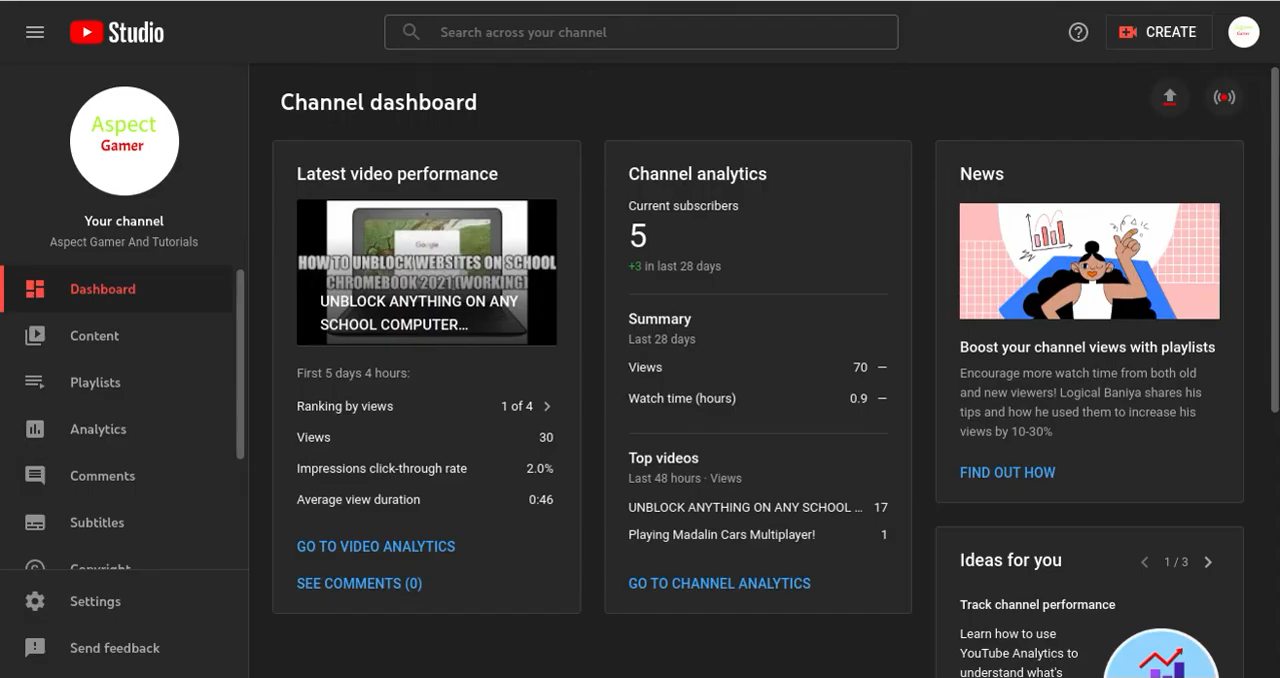 Studio
Search across your channel
CREATE
Aspect
Gamer
Your channel
Aspect Gamer And Tutorials
Dashboard
Content
Playlists
Analytics
Comments
Subtitles
Copyright
Settings
Send feedback
Channel dashboard
Latest video performance
Google
HOW TO UNBLOCK WEBSITES ON SCHOOL
CHROMEBOOK 2021(WORKING)
UNBLOCK ANYTHING ON ANY
SCHOOL COMPUTER...
First 5 days 4 hours:
Ranking by views 1 of 4
Views 30
Impressions click-through rate 2.0%
Average view duration 0:46
GO TO VIDEO ANALYTICS
SEE COMMENTS (0)
Channel analytics
Current subscribers
5
+3 in last 28 days
Summary
Last 28 days
Views 70 —
Watch time (hours) 0.9 —
Top videos
Last 48 hours · Views
UNBLOCK ANYTHING ON ANY SCHOOL ... 17
Playing Madalin Cars Multiplayer! 1
GO TO CHANNEL ANALYTICS
News
Boost your channel views with playlists
Encourage more watch time from both old
and new viewers! Logical Baniya shares his
tips and how he used them to increase his
views by 10-30%
FIND OUT HOW
Ideas for you 1 / 3
Track channel performance
Learn how to use
YouTube Analytics to
understand what's